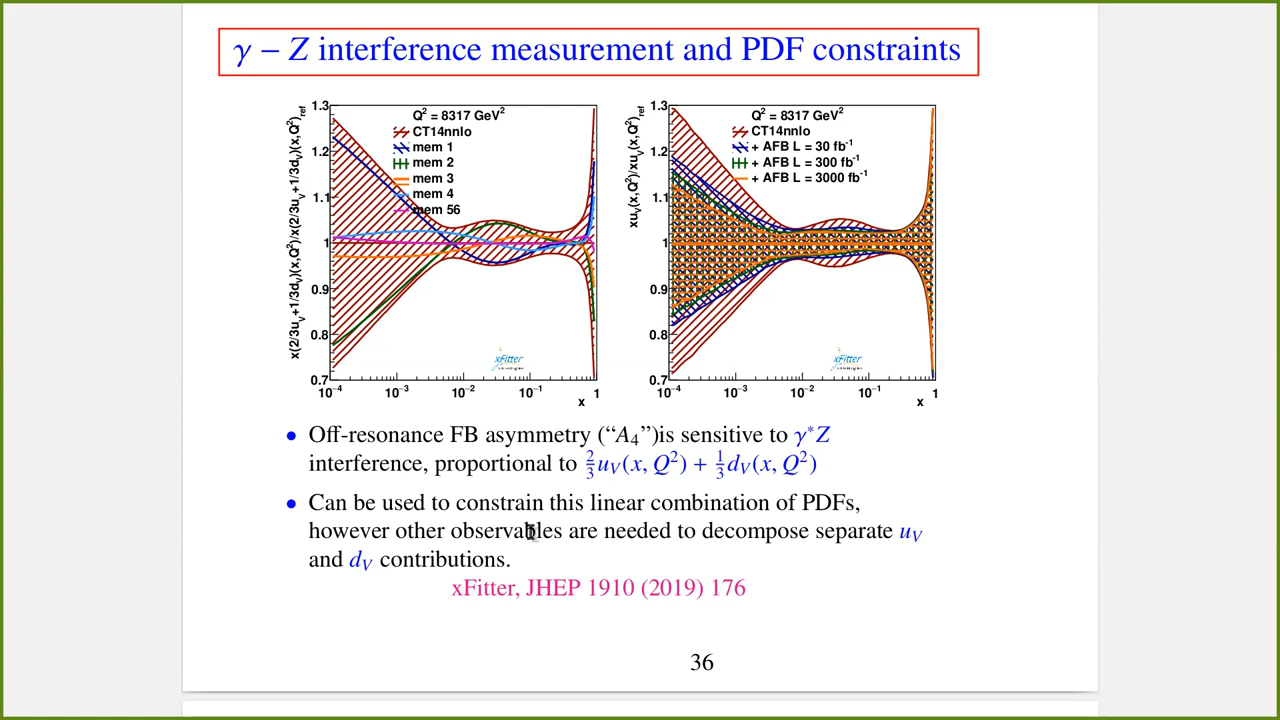 γ − Z interference measurement and PDF constraints
x(2/3u_V+1/3d_V)(x,Q²)/x(2/3u_V+1/3d_V)(x,Q²)_ref
1.3
1.2
1.1
1
0.9
0.8
0.7
Q² = 8317 GeV²
CT14nnlo
mem 1
mem 2
mem 3
mem 4
mem 56
xFitter
10⁻⁴ 10⁻³ 10⁻² 10⁻¹ 1
x
xu_V(x,Q²)/xu_V(x,Q²)_ref
1.3
1.2
1.1
1
0.9
0.8
0.7
Q² = 8317 GeV²
CT14nnlo
+ AFB L = 30 fb⁻¹
+ AFB L = 300 fb⁻¹
+ AFB L = 3000 fb⁻¹
xFitter
10⁻⁴ 10⁻³ 10⁻² 10⁻¹ 1
x
• Off-resonance FB asymmetry (“A₄”)is sensitive to γ*Z
interference, proportional to 2/3 u_V(x, Q²) + 1/3 d_V(x, Q²)
• Can be used to constrain this linear combination of PDFs,
however other observables are needed to decompose separate u_V
and d_V contributions.
xFitter, JHEP 1910 (2019) 176
36